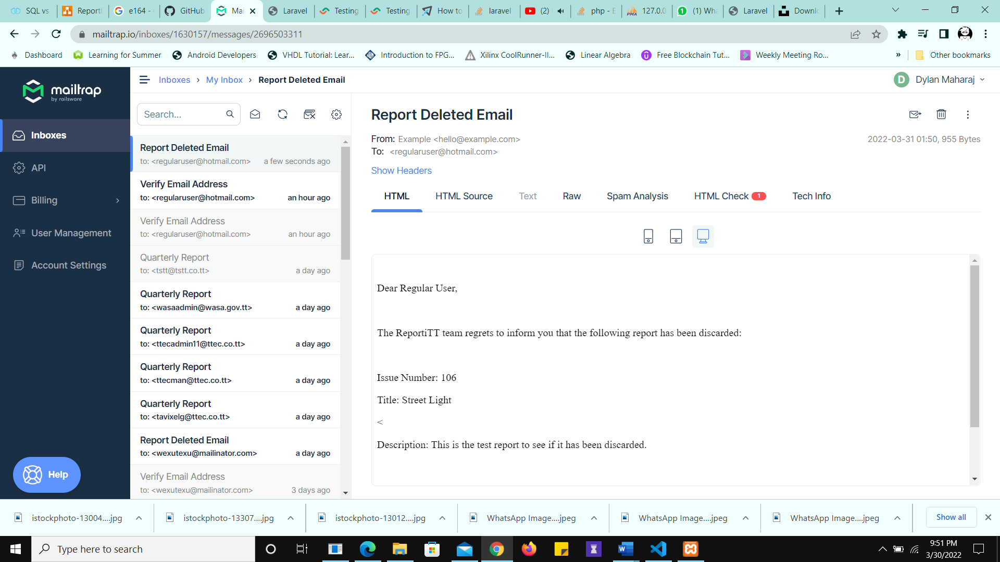 SQL vs
Report
e164 -
GitHub
Mai
Laravel
Testing
Testing
How to
laravel
(2)
php - E
127.0.0
(1) Wha
Laravel
Downlo
mailtrap.io/inboxes/1630157/messages/2696503311
Dashboard
Learning for Summer
Android Developers
VHDL Tutorial: Lear...
Introduction to FPG...
Xilinx CoolRunner-II...
Linear Algebra
Free Blockchain Tut...
Weekly Meeting Ro...
»
Other bookmarks
mailtrap
by railsware
Inboxes
API
Billing
User Management
Account Settings
Help
Inboxes > My Inbox > Report Deleted Email
D Dylan Maharaj
Search...
Report Deleted Email
to: <regularuser@hotmail.com> a few seconds ago
Verify Email Address
to: <regularuser@hotmail.com> an hour ago
Verify Email Address
to: <regularuser@hotmail.com> an hour ago
Quarterly Report
to: <tstt@tstt.co.tt> a day ago
Quarterly Report
to: <wasaadmin@wasa.gov.tt> a day ago
Quarterly Report
to: <ttecadmin11@ttec.co.tt> a day ago
Quarterly Report
to: <ttecman@ttec.co.tt> a day ago
Quarterly Report
to: <tavixelg@ttec.co.tt> a day ago
Report Deleted Email
to: <wexutexu@mailinator.com> a day ago
Verify Email Address
to: <wexutexu@mailinator.com> 3 days ago
Report Deleted Email
From: Example <hello@example.com>
2022-03-31 01:50, 955 Bytes
To: <regularuser@hotmail.com>
Show Headers
HTML
HTML Source
Text
Raw
Spam Analysis
HTML Check 1
Tech Info
Dear Regular User,
The ReportiTT team regrets to inform you that the following report has been discarded:
Issue Number: 106
Title: Street Light
<
Description: This is the test report to see if it has been discarded.
istockphoto-13004....jpg
istockphoto-13307....jpg
istockphoto-13012....jpg
WhatsApp Image....jpeg
WhatsApp Image....jpeg
WhatsApp Image....jpeg
Show all
Type here to search
9:51 PM
3/30/2022